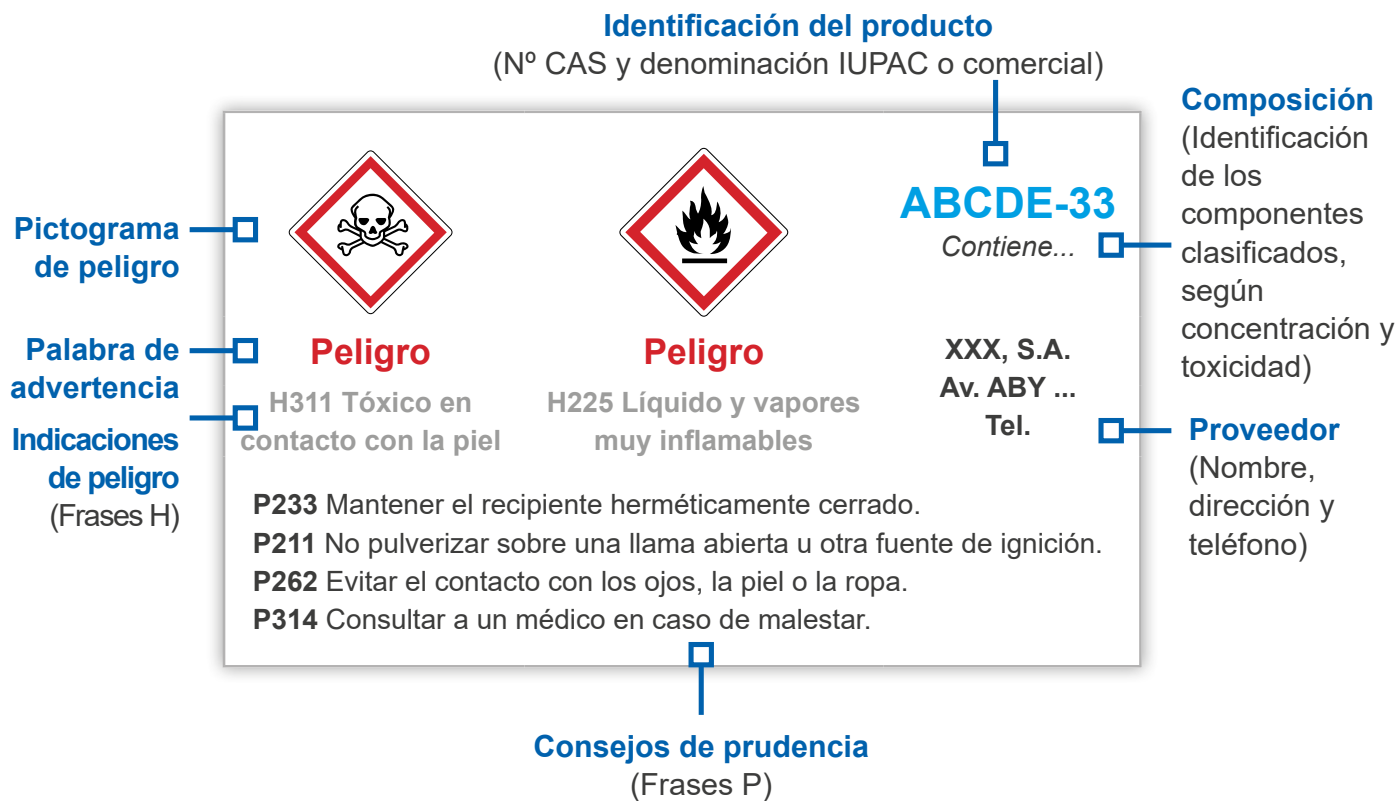 Identificación del producto
(Nº CAS y denominación IUPAC o comercial)
Composición
(Identificación
de los
componentes
clasificados,
según
concentración y
toxicidad)
Pictograma
de peligro
ABCDE-33
Contiene...
Palabra de
advertencia
Peligro
Peligro
XXX, S.A.
Av. ABY ...
Tel.
Indicaciones
de peligro
(Frases H)
H311 Tóxico en
contacto con la piel
H225 Líquido y vapores
muy inflamables
Proveedor
(Nombre,
dirección y
teléfono)
P233 Mantener el recipiente herméticamente cerrado.
P211 No pulverizar sobre una llama abierta u otra fuente de ignición.
P262 Evitar el contacto con los ojos, la piel o la ropa.
P314 Consultar a un médico en caso de malestar.
Consejos de prudencia
(Frases P)